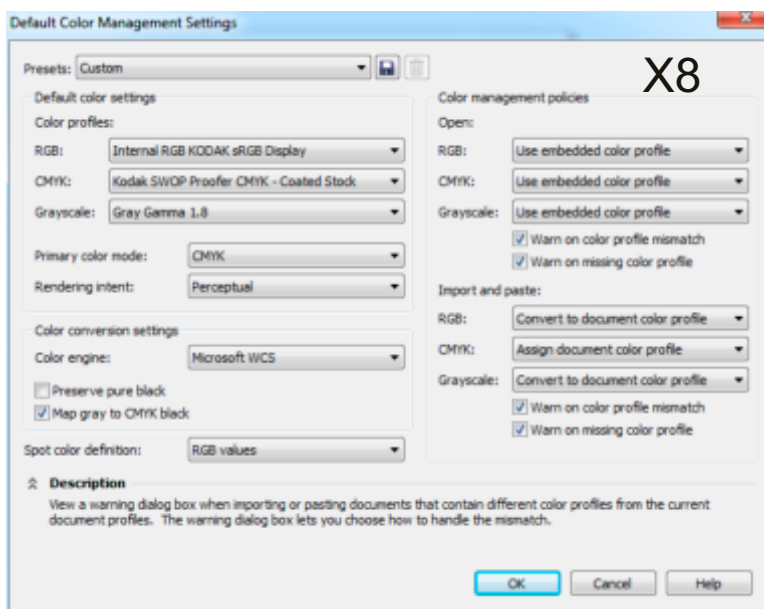 Default Color Management Settings
Presets: Custom
X8
Default color settings
Color profiles:
RGB: Internal RGB KODAK sRGB Display
CMYK: Kodak SWOP Proofer CMYK - Coated Stock
Grayscale: Gray Gamma 1.8
Primary color mode: CMYK
Rendering intent: Perceptual
Color conversion settings
Color engine: Microsoft WCS
Preserve pure black
Map gray to CMYK black
Spot color definition: RGB values
Color management policies
Open:
RGB: Use embedded color profile
CMYK: Use embedded color profile
Grayscale: Use embedded color profile
Warn on color profile mismatch
Warn on missing color profile
Import and paste:
RGB: Convert to document color profile
CMYK: Assign document color profile
Grayscale: Convert to document color profile
Warn on color profile mismatch
Warn on missing color profile
Description
View a warning dialog box when importing or pasting documents that contain different color profiles from the current
document profiles. The warning dialog box lets you choose how to handle the mismatch.
OK Cancel Help